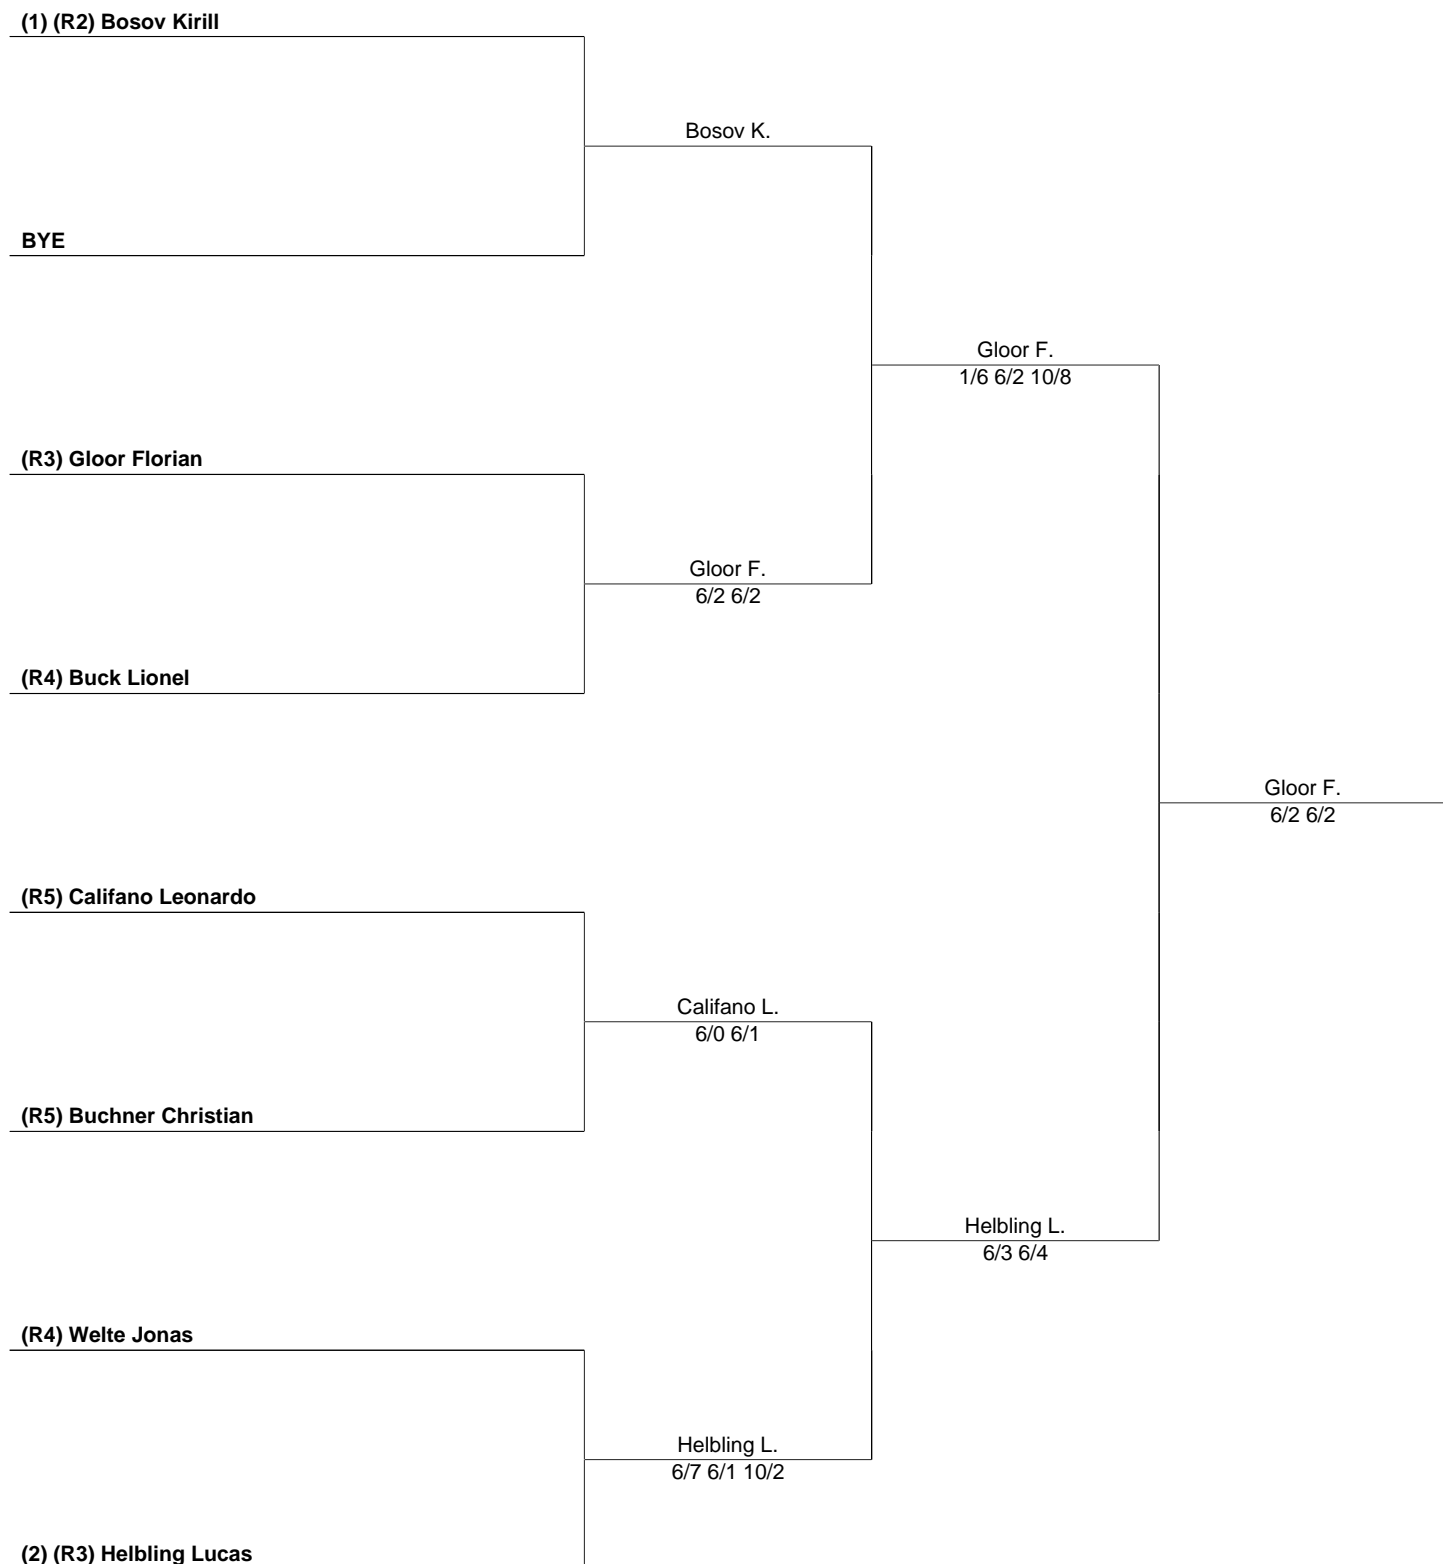 (1) (R2) Bosov Kirill
Bosov K.
BYE
Gloor F.
1/6 6/2 10/8
(R3) Gloor Florian
Gloor F.
6/2 6/2
(R4) Buck Lionel
Gloor F.
6/2 6/2
(R5) Califano Leonardo
Califano L.
6/0 6/1
(R5) Buchner Christian
Helbling L.
6/3 6/4
(R4) Welte Jonas
Helbling L.
6/7 6/1 10/2
(2) (R3) Helbling Lucas